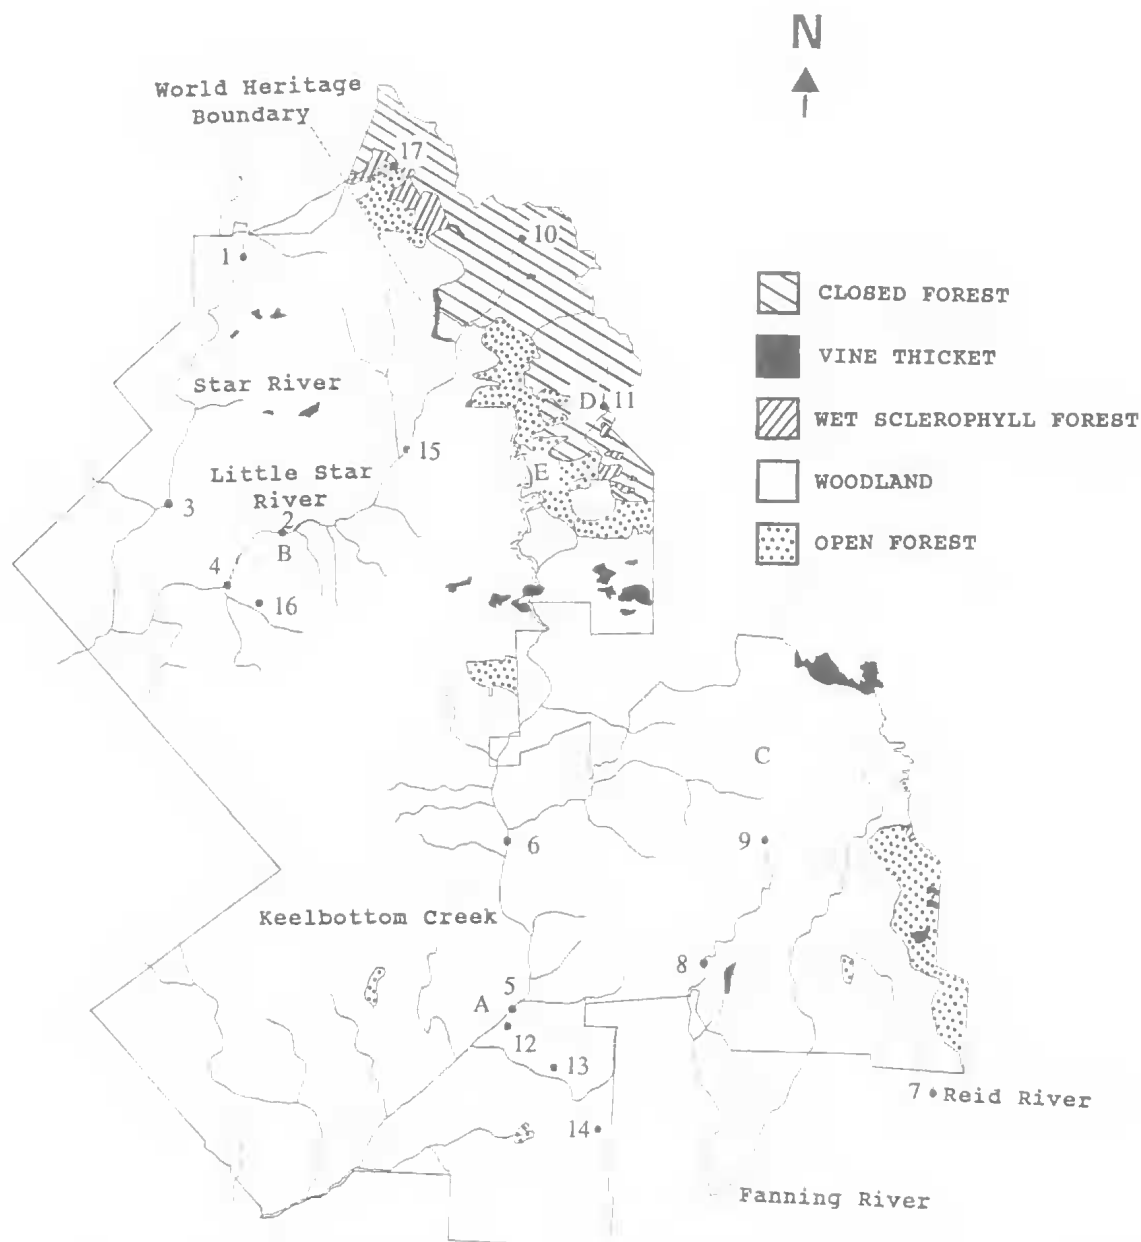 N
World Heritage
Boundary
17
10
1
CLOSED FOREST
VINE THICKET
WET SCLEROPHYLL FOREST
WOODLAND
OPEN FOREST
Star River
D
11
15
Little Star
River
E
3
2
B
4
16
C
6
9
Keelbottom Creek
8
5
A
12
13
7
Reid River
14
Fanning River